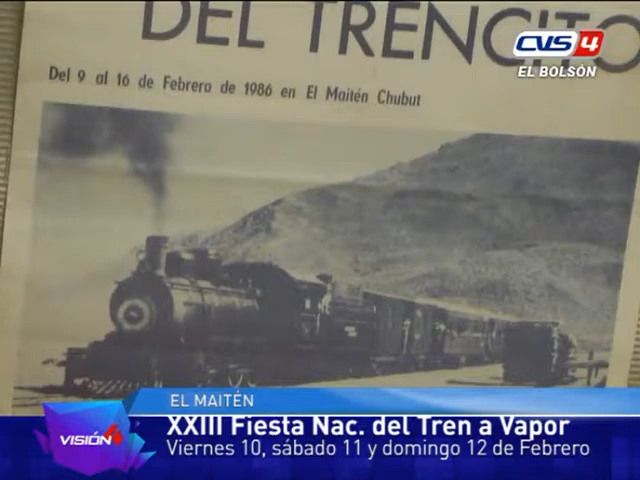 DEL TRENCITO
CVS 4
EL BOLSÓN
Del 9 al 16 de Febrero de 1986 en El Maitén Chubut
EL MAITÉN
VISIÓN 4
XXIII Fiesta Nac. del Tren a Vapor
Viernes 10, sábado 11 y domingo 12 de Febrero